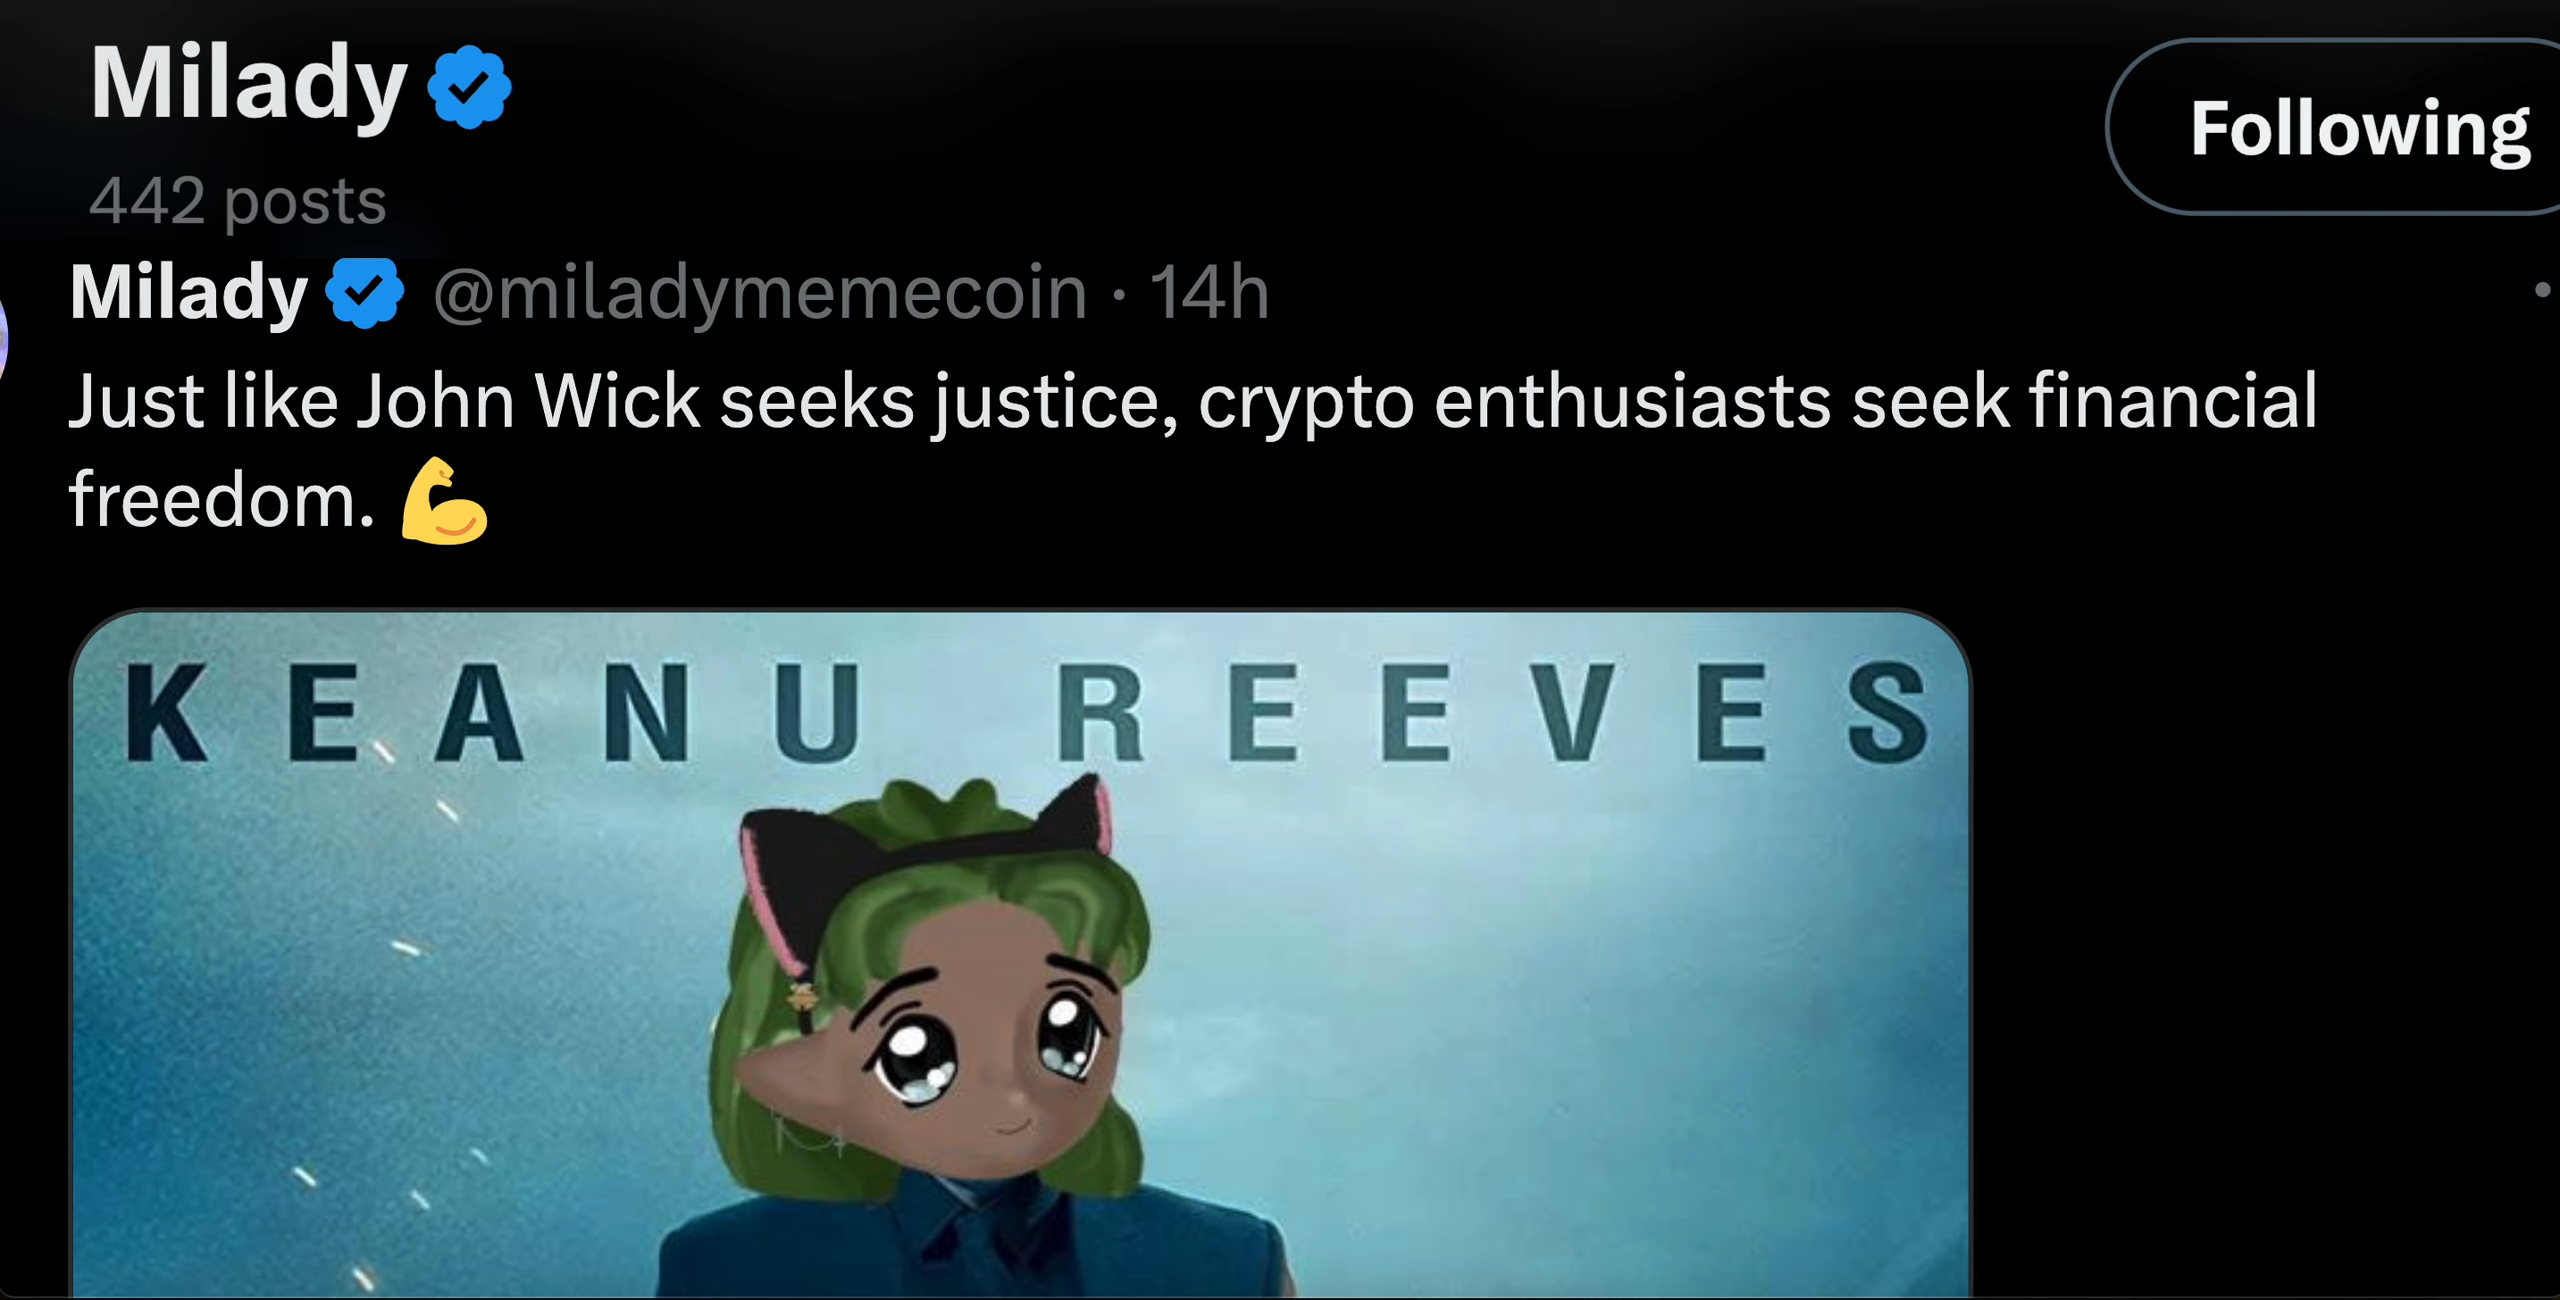 Milady
Following
442 posts
Milady @miladymemecoin · 14h
Just like John Wick seeks justice, crypto enthusiasts seek financial
freedom. 💪
KEANU REEVES